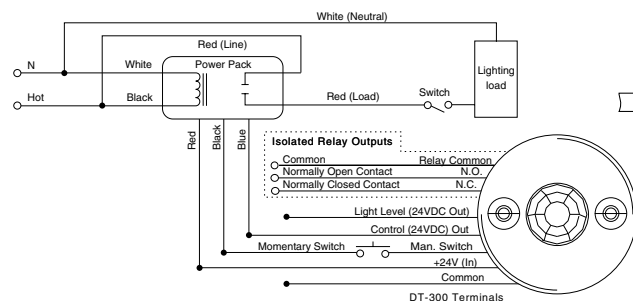 White (Neutral)
Red (Line)
N
White
Power Pack
Lighting
load
Hot
Black
Red (Load)
Switch
Red
Black
Blue
Isolated Relay Outputs
Common
Relay Common
Normally Open Contact
N.O.
Normally Closed Contact
N.C.
Light Level (24VDC Out)
Control (24VDC) Out
Momentary Switch
Man. Switch
+24V (In)
Common
DT-300 Terminals